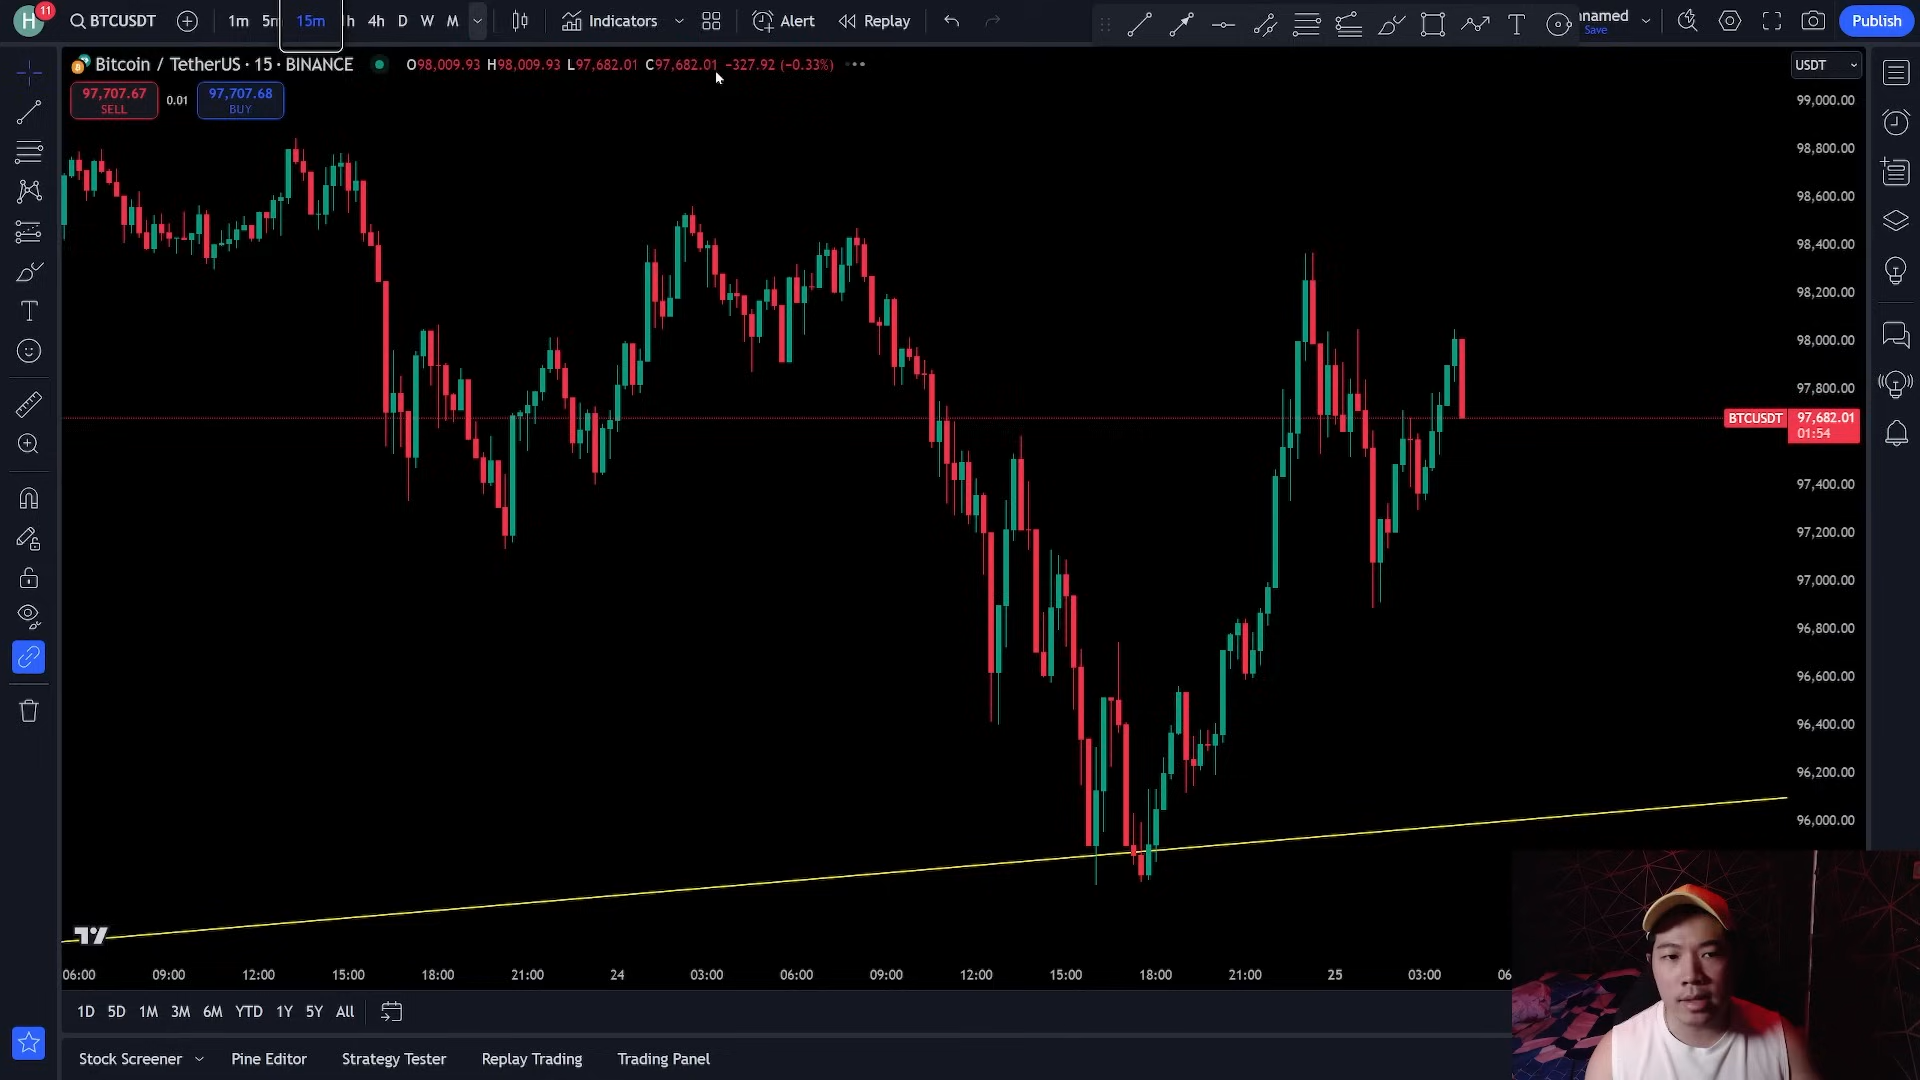 H 11
BTCUSDT
1m 5m 15m h 4h D W M
Indicators
Alert
Replay
nnamed
Save
Publish
Bitcoin / TetherUS · 15 · BINANCE
O98,009.93 H98,009.93 L97,682.01 C97,682.01 −327.92 (−0.33%)
USDT
97,707.67
SELL
0.01
97,707.68
BUY
99,000.00
98,800.00
98,600.00
98,400.00
98,200.00
98,000.00
97,800.00
BTCUSDT 97,682.01
01:54
97,400.00
97,200.00
97,000.00
96,800.00
96,600.00
96,400.00
96,200.00
96,000.00
06:00 09:00 12:00 15:00 18:00 21:00 24 03:00 06:00 09:00 12:00 15:00 18:00 21:00 25 03:00 06
1D 5D 1M 3M 6M YTD 1Y 5Y All
Stock Screener Pine Editor Strategy Tester Replay Trading Trading Panel